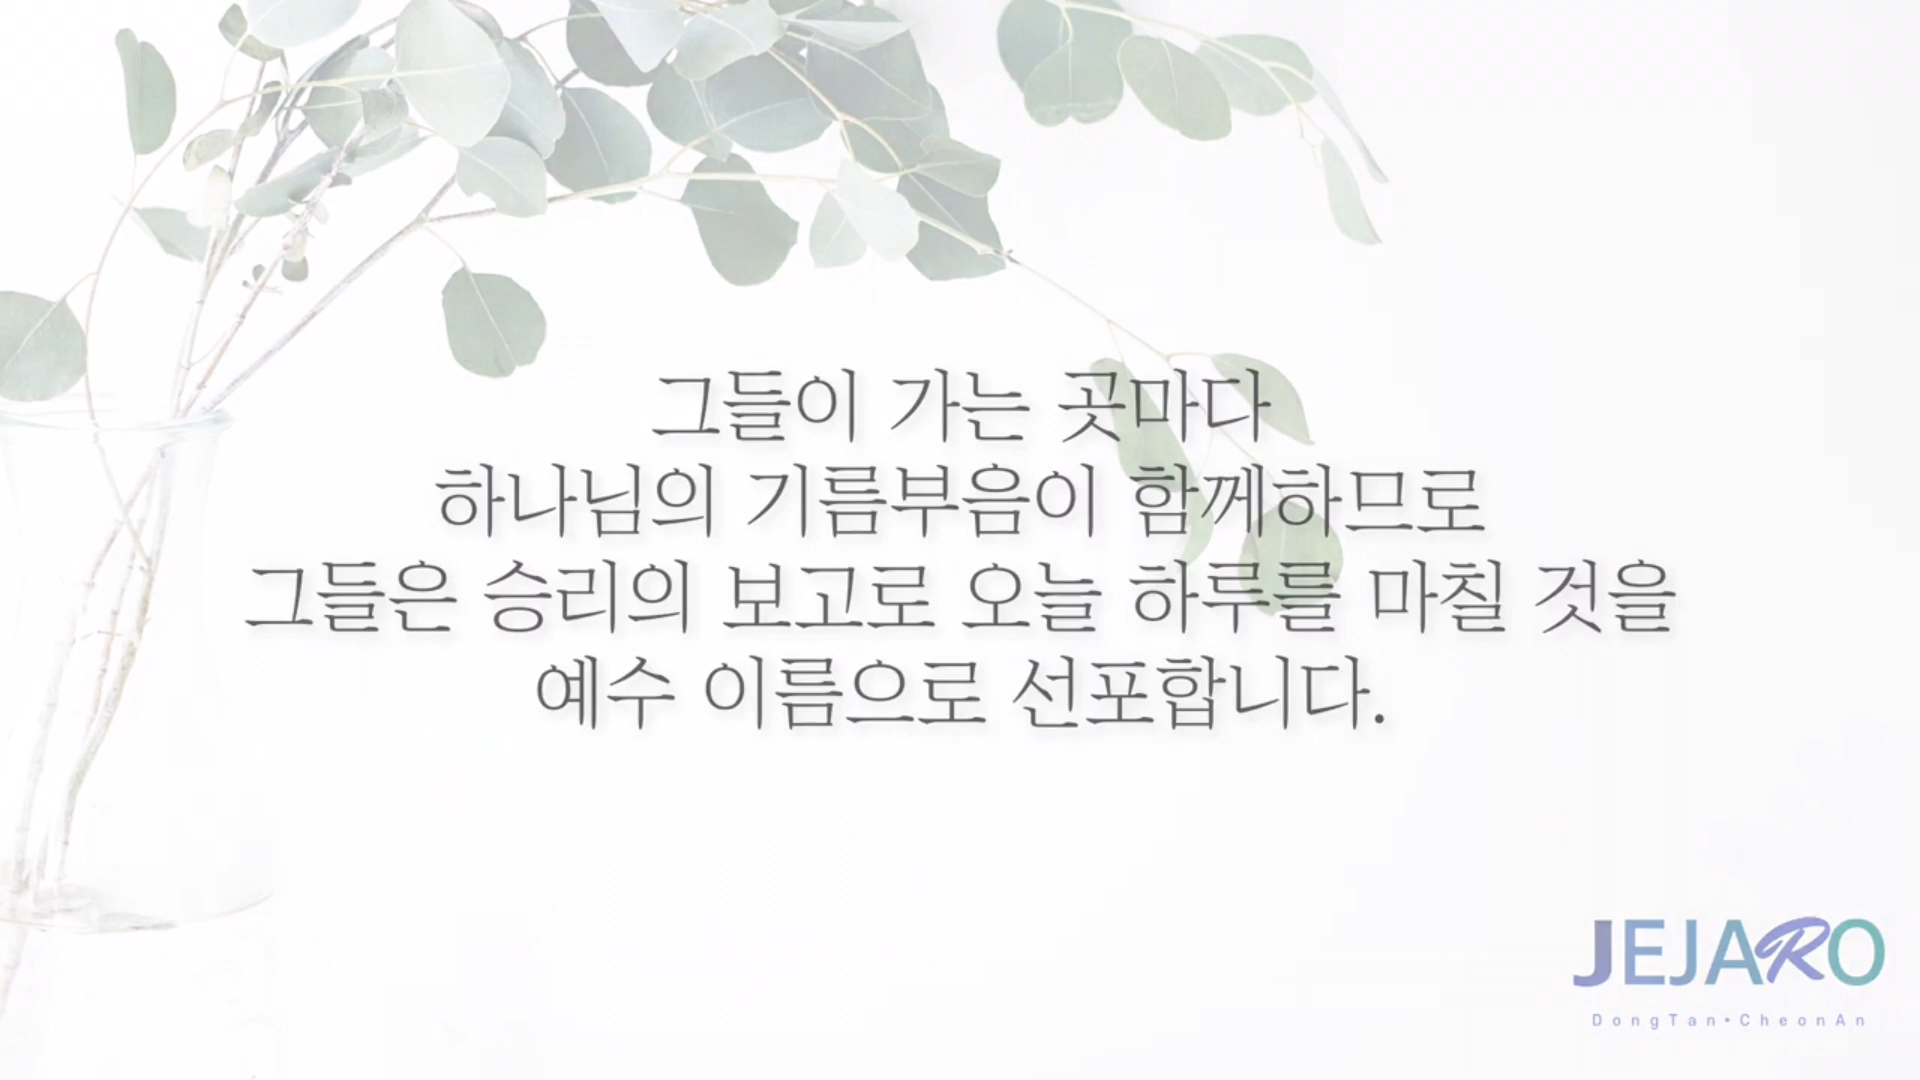 그들이 가는 곳마다
하나님의 기름부음이 함께하므로
그들은 승리의 보고로 오늘 하루를 마칠 것을
예수 이름으로 선포합니다.
JEJARO
DongTan•CheonAn